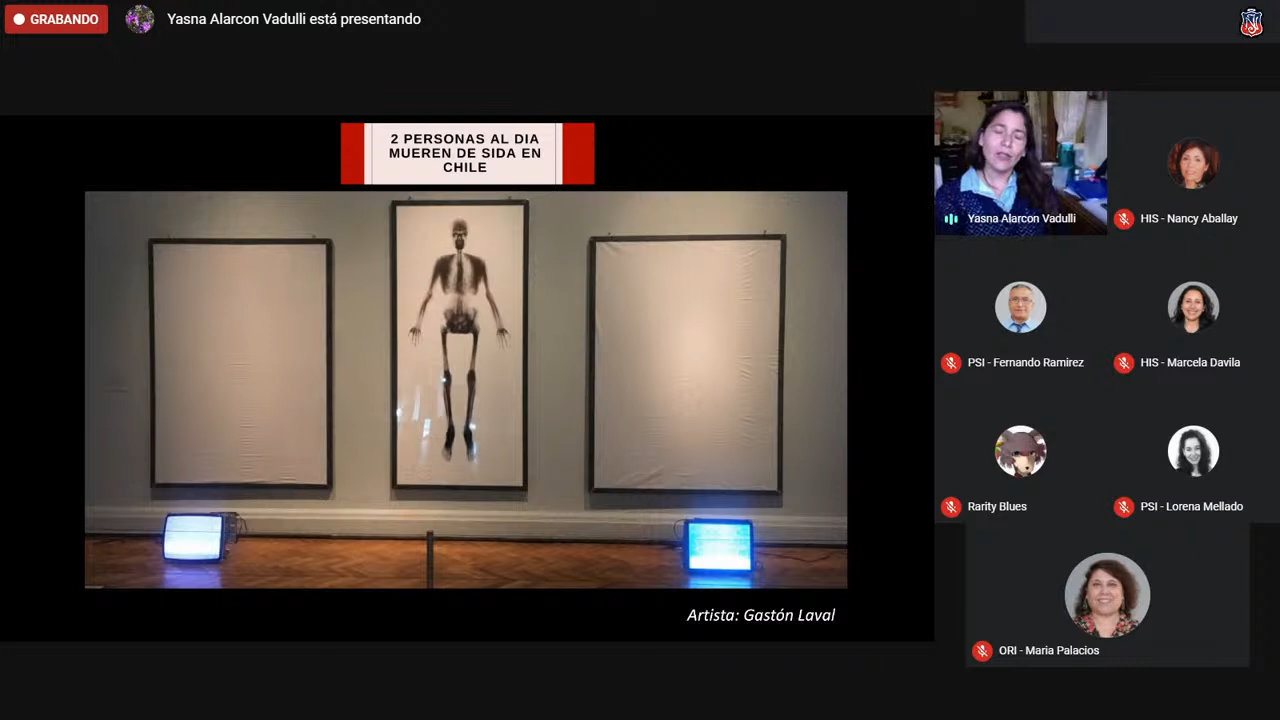 GRABANDO
Yasna Alarcon Vadulli está presentando
2 PERSONAS AL DIA
MUEREN DE SIDA EN
CHILE
Artista: Gastón Laval
Yasna Alarcon Vadulli
HIS - Nancy Aballay
PSI - Fernando Ramirez
HIS - Marcela Davila
Rarity Blues
PSI - Lorena Mellado
ORI - Maria Palacios